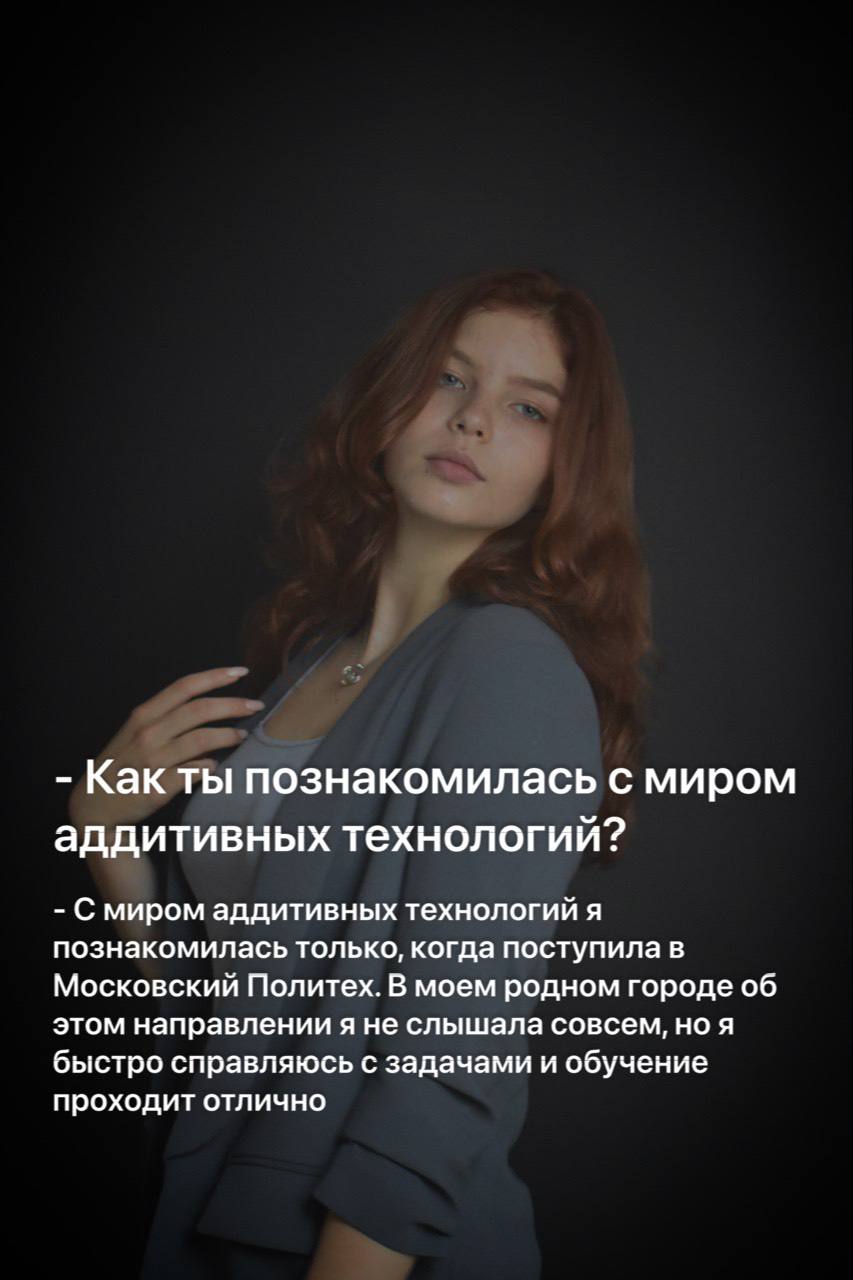 - Как ты познакомилась с миром
аддитивных технологий?
- С миром аддитивных технологий я
познакомилась только, когда поступила в
Московский Политех. В моем родном городе об
этом направлении я не слышала совсем, но я
быстро справляюсь с задачами и обучение
проходит отлично